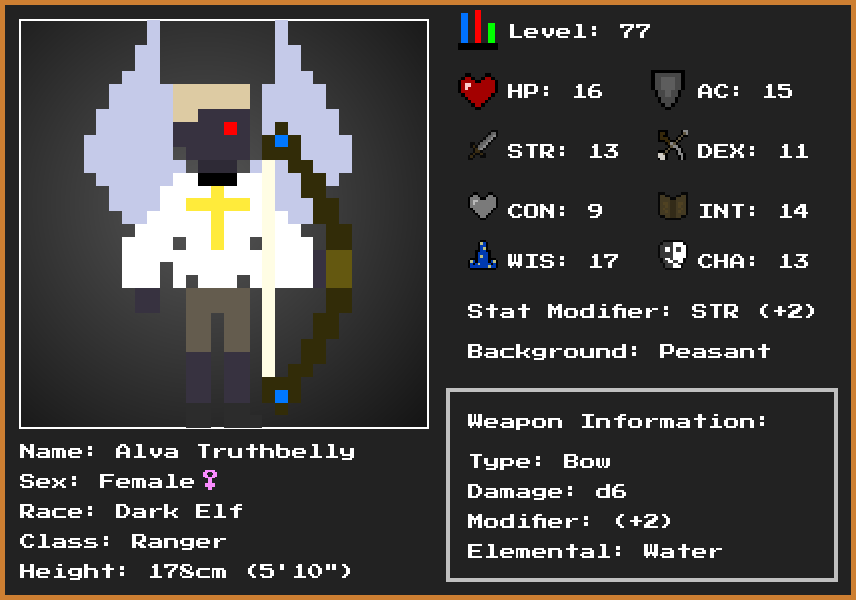 Level: 77
HP: 16
AC: 15
STR: 13
DEX: 11
CON: 9
INT: 14
WIS: 17
CHA: 13
Stat Modifier: STR (+2)
Background: Peasant
Weapon Information:
Type: Bow
Damage: d6
Modifier: (+2)
Elemental: Water
Name: Alva Truthbelly
Sex: Female♀
Race: Dark Elf
Class: Ranger
Height: 178cm (5'10")